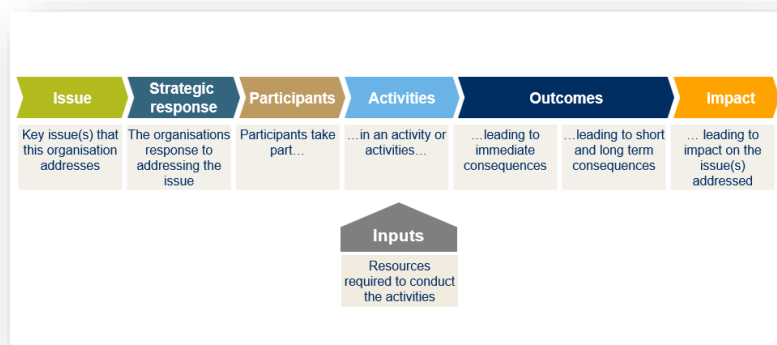 Issue
Strategic
response
Participants
Activities
Outcomes
Impact
Key issue(s) that
this organisation
addresses
The organisations
response to
addressing the
issue
Participants take
part…
…in an activity or
activities…
…leading to
immediate
consequences
…leading to short
and long term
consequences
… leading to
impact on the
issue(s)
addressed
Inputs
Resources
required to conduct
the activities